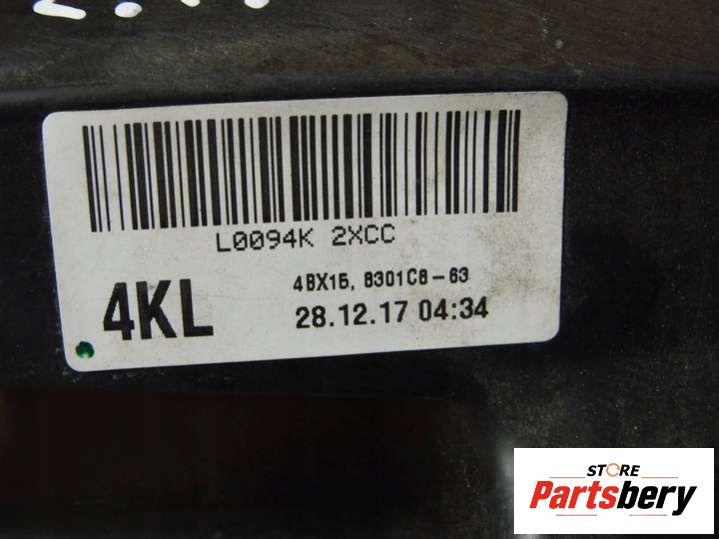 L0094K 2XCC
4KL
4BX15, 8301C8-63
28.12.17 04:34
STORE
Partsbery